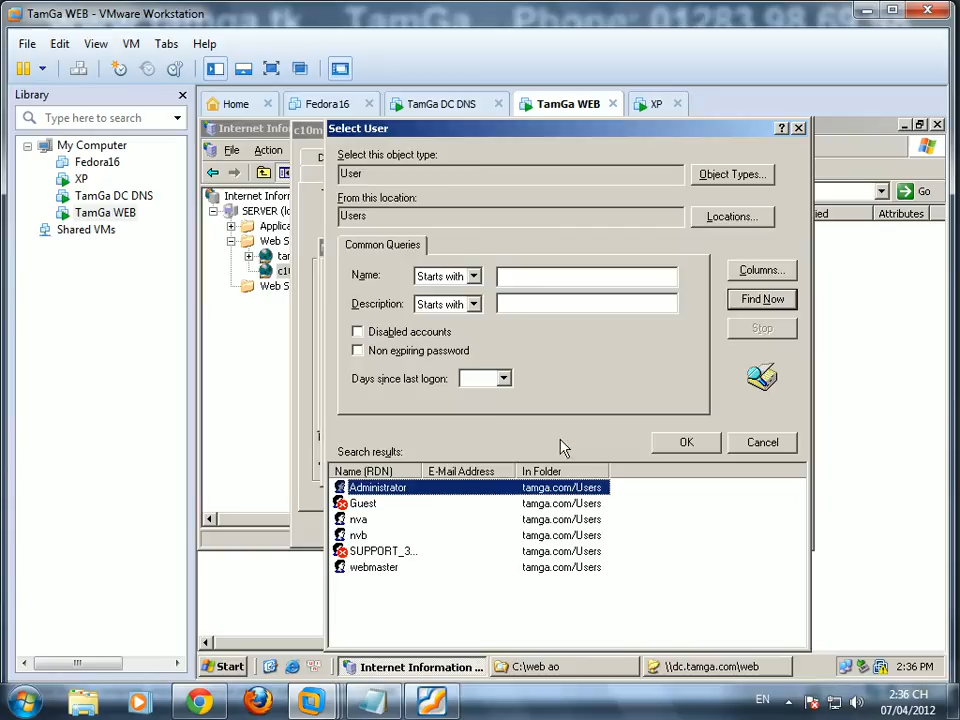 TamGa WEB - VMware Workstation
File Edit View VM Tabs Help
Library
Type here to search
My Computer
Fedora16
XP
TamGa DC DNS
TamGa WEB
Shared VMs
Home
Fedora16
TamGa DC DNS
TamGa WEB
XP
Internet Info
c10m
File Action
Internet Informa
SERVER (lo
Applica
Web S
tam
c10
Web S
Go
ied Attributes
Select User
Select this object type:
User
Object Types...
From this location:
Users
Locations...
Common Queries
Name: Starts with
Description: Starts with
Disabled accounts
Non expiring password
Days since last logon:
Columns...
Find Now
Stop
OK
Cancel
Search results:
Name (RDN) E-Mail Address In Folder
Administrator tamga.com/Users
Guest tamga.com/Users
nva tamga.com/Users
nvb tamga.com/Users
SUPPORT_3... tamga.com/Users
webmaster tamga.com/Users
Start
Internet Information ...
C:\web ao
\\dc.tamga.com\web
2:36 PM
EN
2:36 CH
07/04/2012